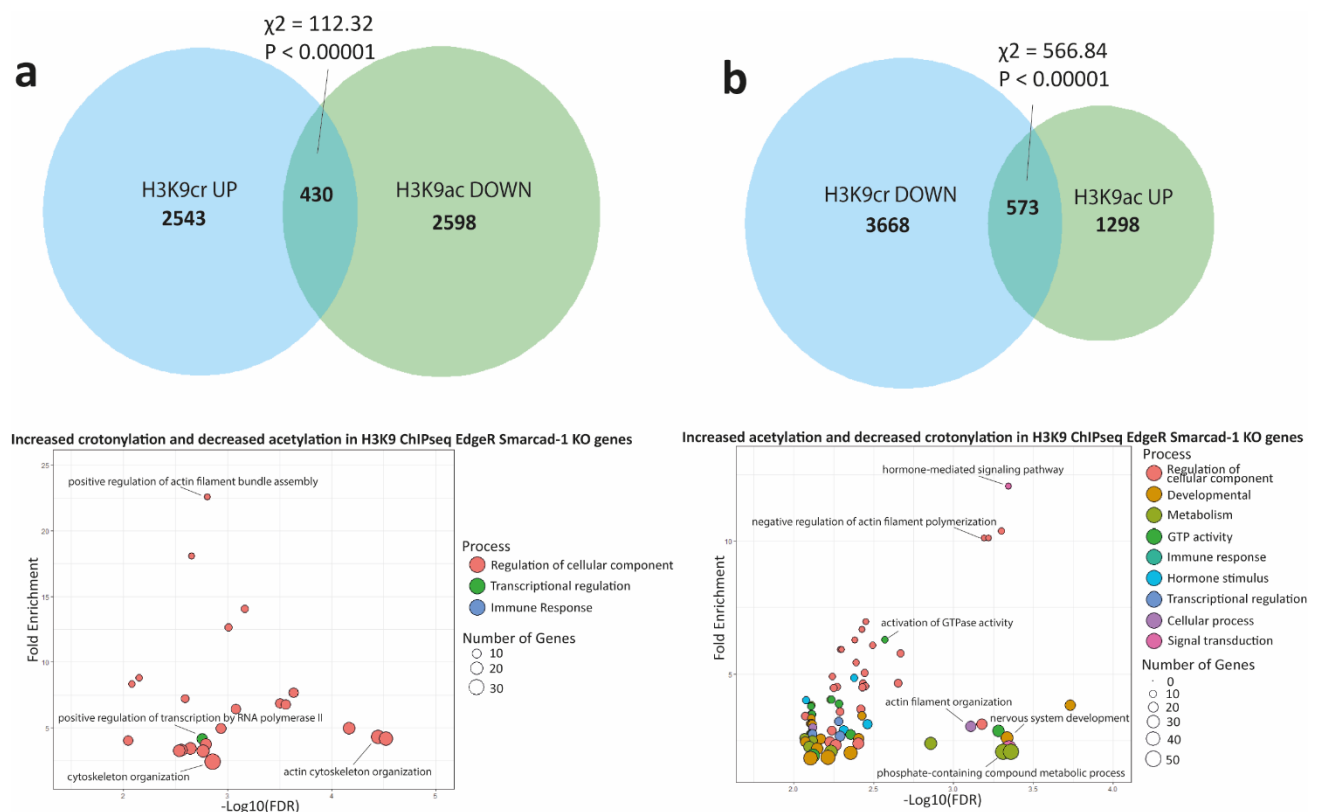 a
χ2 = 112.32
P < 0.00001
H3K9cr UP
2543
430
H3K9ac DOWN
2598
b
χ2 = 566.84
P < 0.00001
H3K9cr DOWN
3668
573
H3K9ac UP
1298
Increased crotonylation and decreased acetylation in H3K9 ChIPseq EdgeR Smarcad-1 KO genes
Fold Enrichment
25
20
15
10
5
positive regulation of actin filament bundle assembly
positive regulation of transcription by RNA polymerase II
cytoskeleton organization
actin cytoskeleton organization
2
3
4
5
-Log10(FDR)
Process
Regulation of cellular component
Transcriptional regulation
Immune Response
Number of Genes
10
20
30
Increased acetylation and decreased crotonylation in H3K9 ChIPseq EdgeR Smarcad-1 KO genes
Fold Enrichment
10
5
hormone-mediated signaling pathway
negative regulation of actin filament polymerization
activation of GTPase activity
actin filament organization
nervous system development
phosphate-containing compound metabolic process
2.0
2.5
3.0
3.5
4.0
-Log10(FDR)
Process
Regulation of
cellular component
Developmental
Metabolism
GTP activity
Immune response
Hormone stimulus
Transcriptional regulation
Cellular process
Signal transduction
Number of Genes
0
10
20
30
40
50